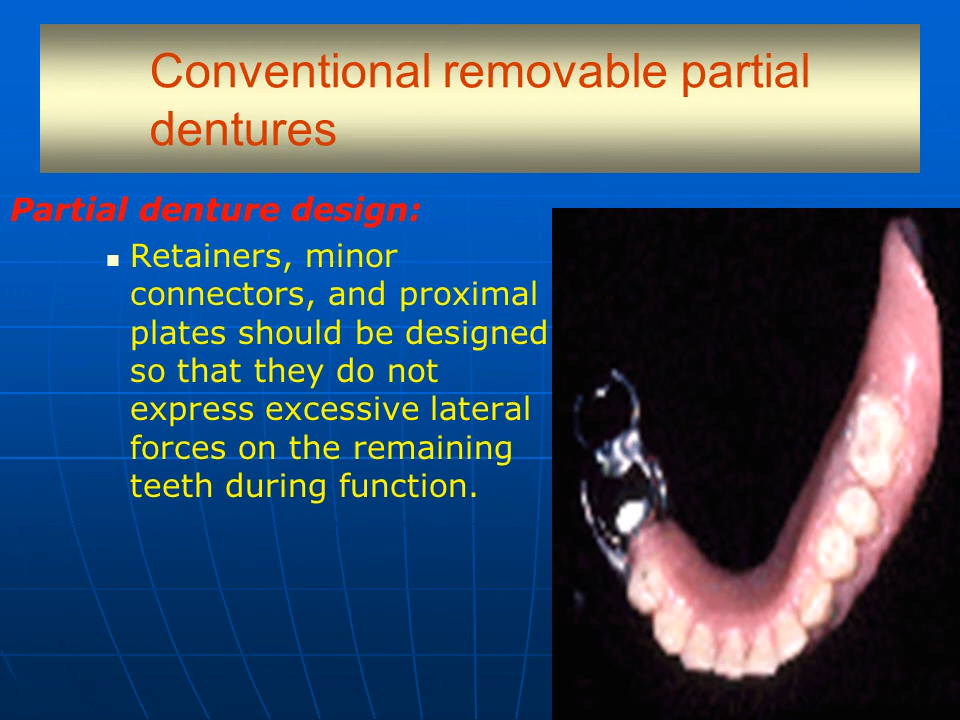 Conventional removable partial
dentures
Partial denture design:
Retainers, minor
connectors, and proximal
plates should be designed
so that they do not
express excessive lateral
forces on the remaining
teeth during function.